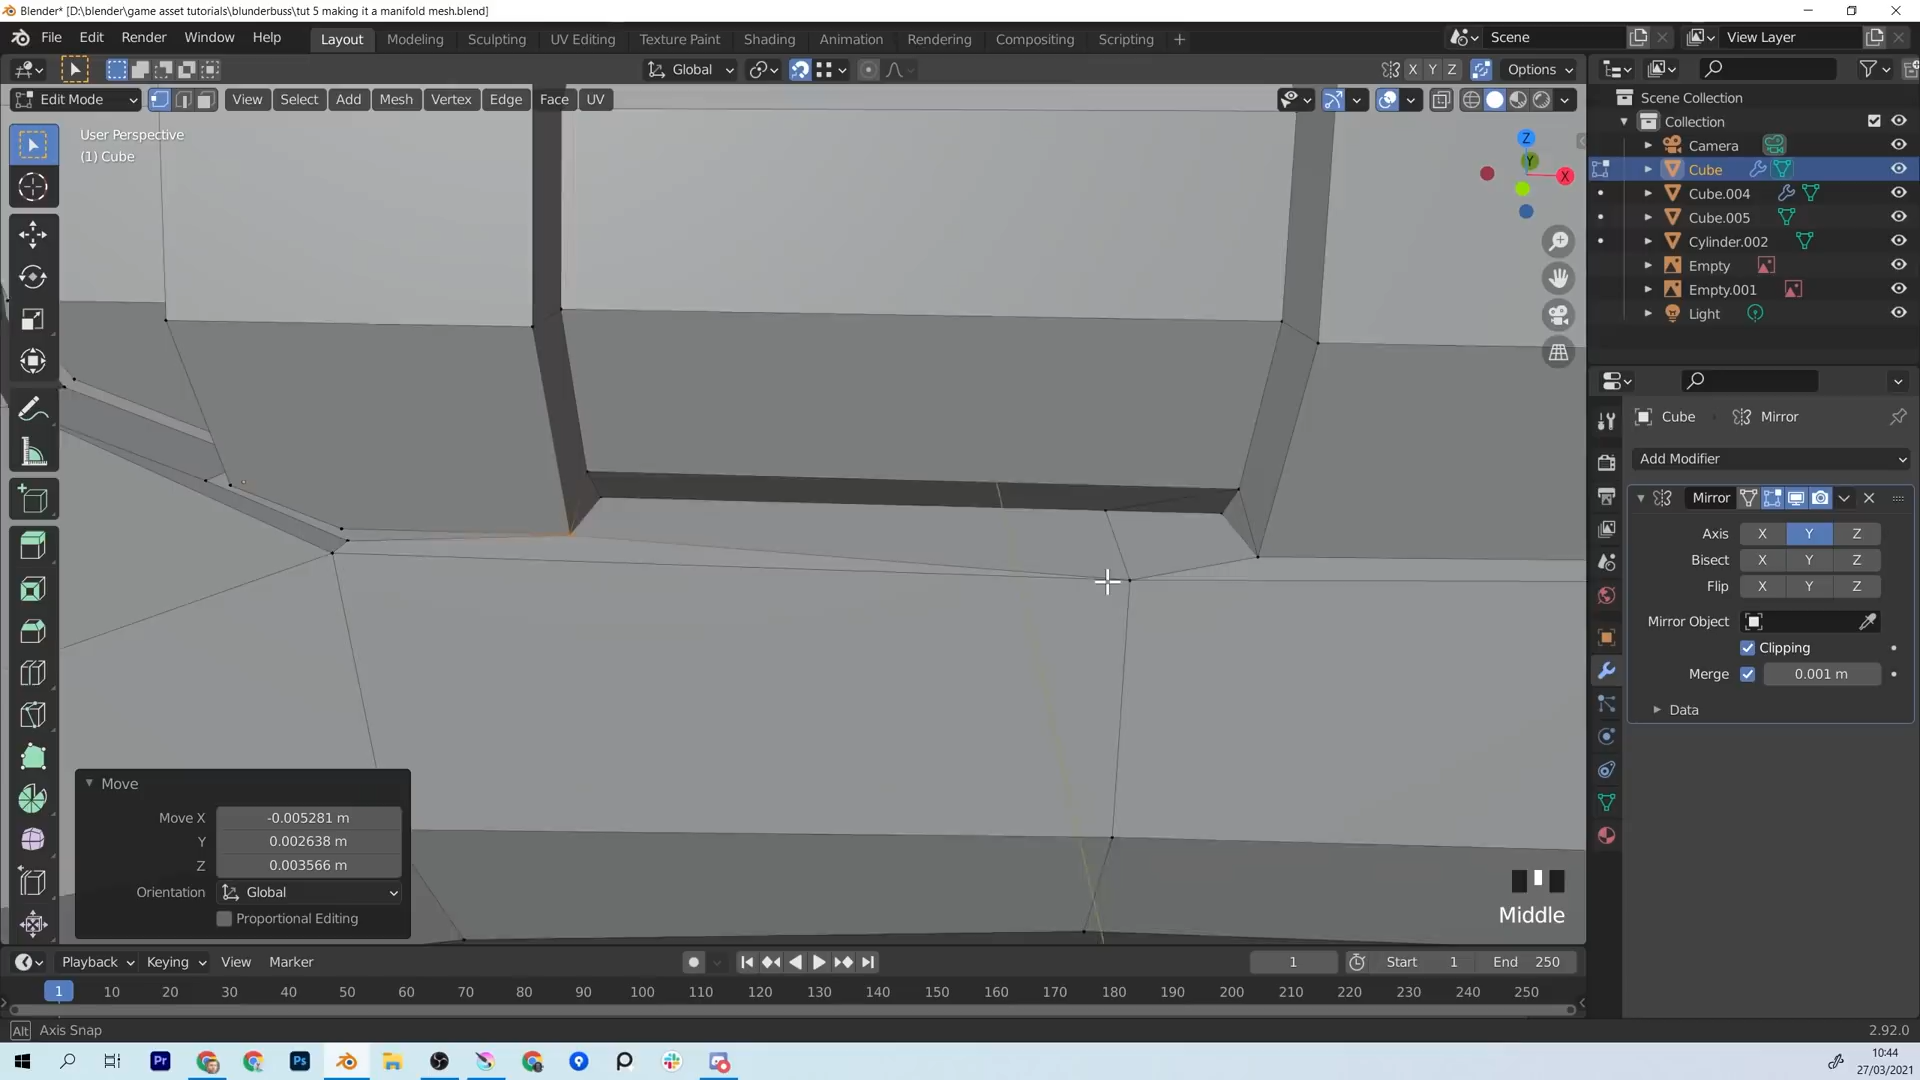 Blender* [D:\blender\game asset tutorials\blunderbuss\tut 5 making it a manifold mesh.blend]
File Edit Render Window Help Layout Modeling Sculpting UV Editing Texture Paint Shading Animation Rendering Compositing Scripting + Scene View Layer
Global X Y Z Options
Edit Mode View Select Add Mesh Vertex Edge Face UV
User Perspective
(1) Cube
Z
Y
X
Scene Collection
Collection
Camera
Cube
Cube.004
Cube.005
Cylinder.002
Empty
Empty.001
Light
Cube Mirror
Add Modifier
Mirror
Axis X Y Z
Bisect X Y Z
Flip X Y Z
Mirror Object
Clipping
Merge 0.001 m
Data
Move
Move X -0.005281 m
Y 0.002638 m
Z 0.003566 m
Orientation Global
Proportional Editing
Middle
Playback Keying View Marker 1 Start 1 End 250
1 10 20 30 40 50 60 70 80 90 100 110 120 130 140 150 160 170 180 190 200 210 220 230 240 250
Alt Axis Snap 2.92.0
Pr Ps
10:44
27/03/2021